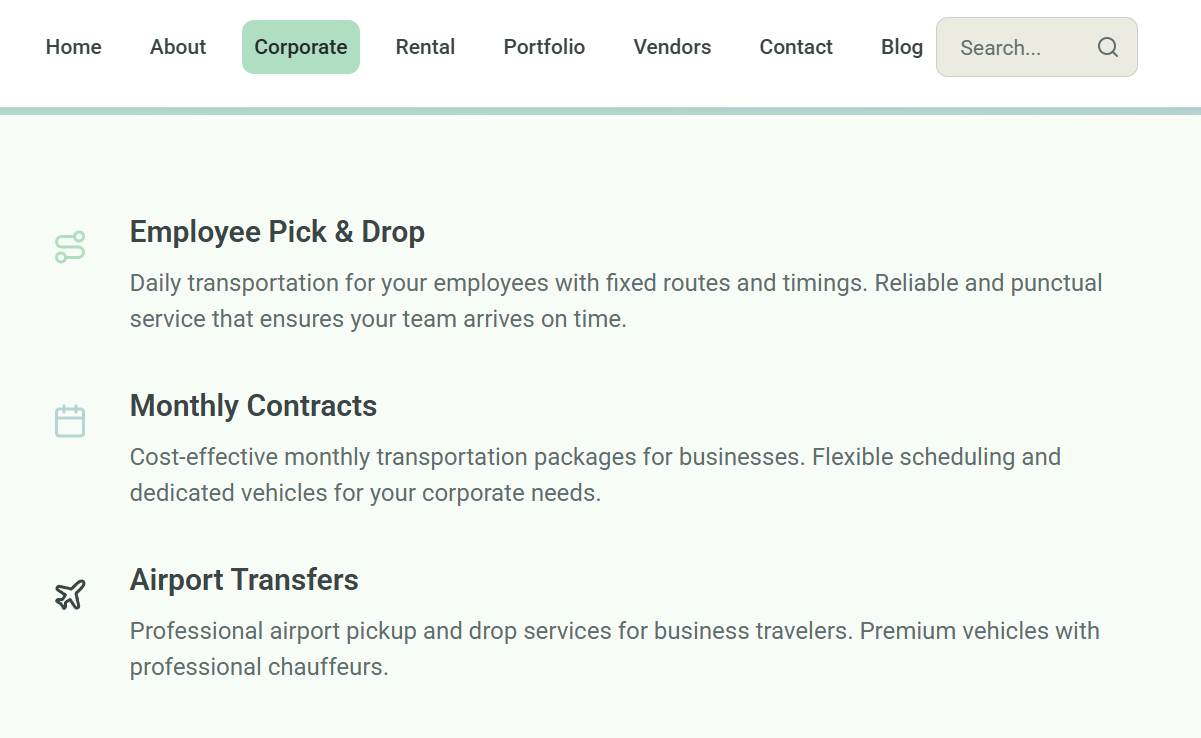 Home About Corporate Rental Portfolio Vendors Contact Blog Search...
Employee Pick & Drop
Daily transportation for your employees with fixed routes and timings. Reliable and punctual
service that ensures your team arrives on time.
Monthly Contracts
Cost-effective monthly transportation packages for businesses. Flexible scheduling and
dedicated vehicles for your corporate needs.
Airport Transfers
Professional airport pickup and drop services for business travelers. Premium vehicles with
professional chauffeurs.